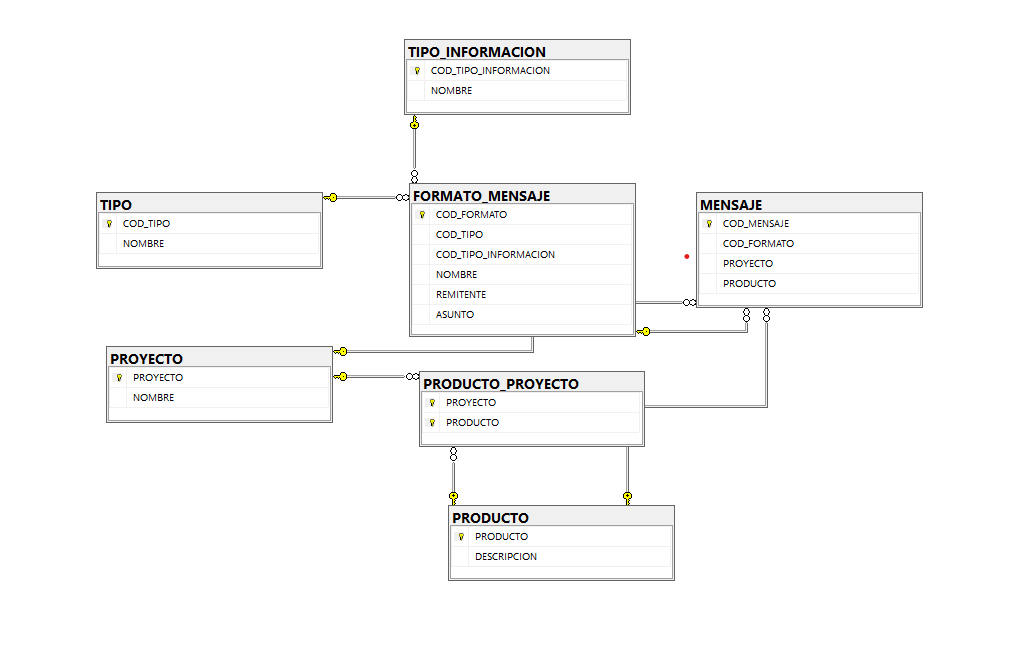 TIPO_INFORMACION
COD_TIPO_INFORMACION
NOMBRE
TIPO
COD_TIPO
NOMBRE
FORMATO_MENSAJE
COD_FORMATO
COD_TIPO
COD_TIPO_INFORMACION
NOMBRE
REMITENTE
ASUNTO
MENSAJE
COD_MENSAJE
COD_FORMATO
PROYECTO
PRODUCTO
PROYECTO
PROYECTO
NOMBRE
PRODUCTO_PROYECTO
PROYECTO
PRODUCTO
PRODUCTO
PRODUCTO
DESCRIPCION